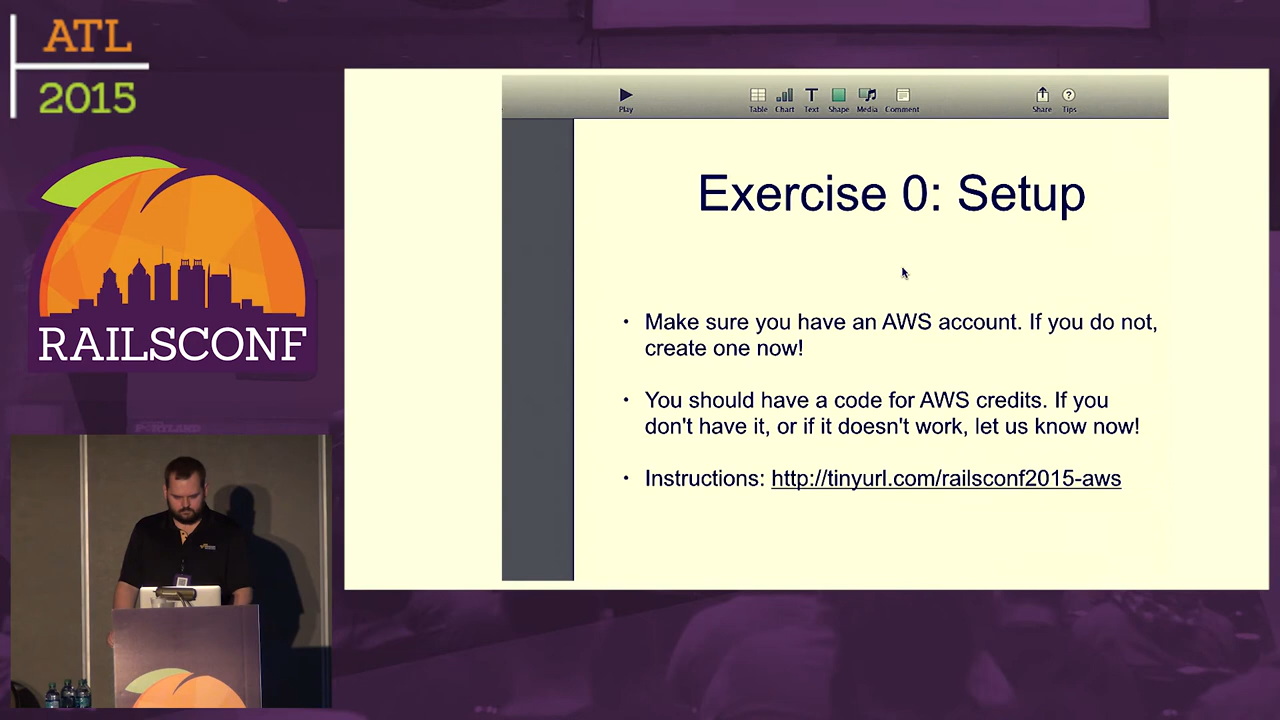 ATL
2015
RAILSCONF
Play
Table
Chart
Text
Shape
Media
Comment
Share
Tips
Exercise 0: Setup
• Make sure you have an AWS account. If you do not,
create one now!
• You should have a code for AWS credits. If you
don't have it, or if it doesn't work, let us know now!
• Instructions: http://tinyurl.com/railsconf2015-aws
PORTLAND